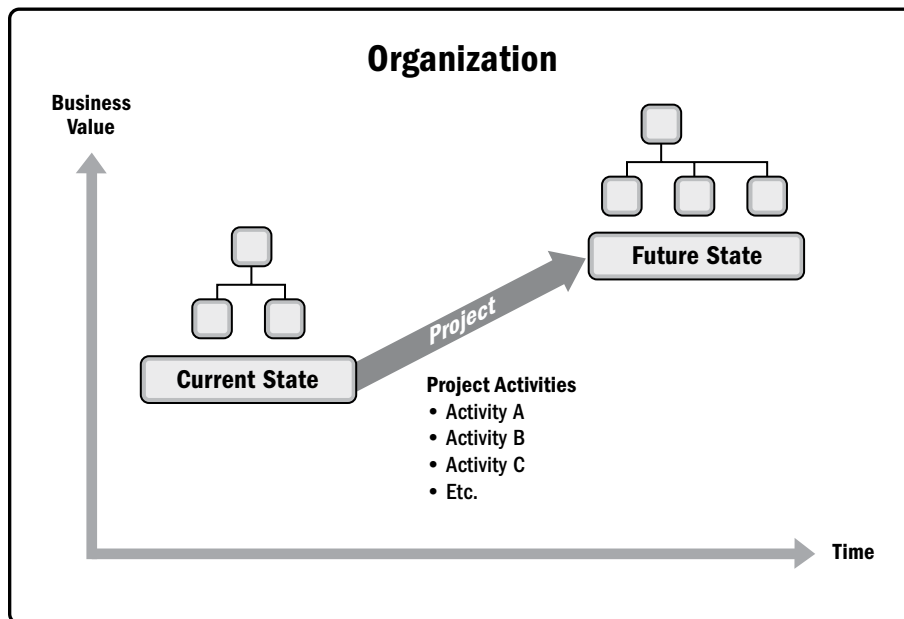 Organization
Business
Value
Future State
Project
Current State
Project Activities
• Activity A
• Activity B
• Activity C
• Etc.
Time